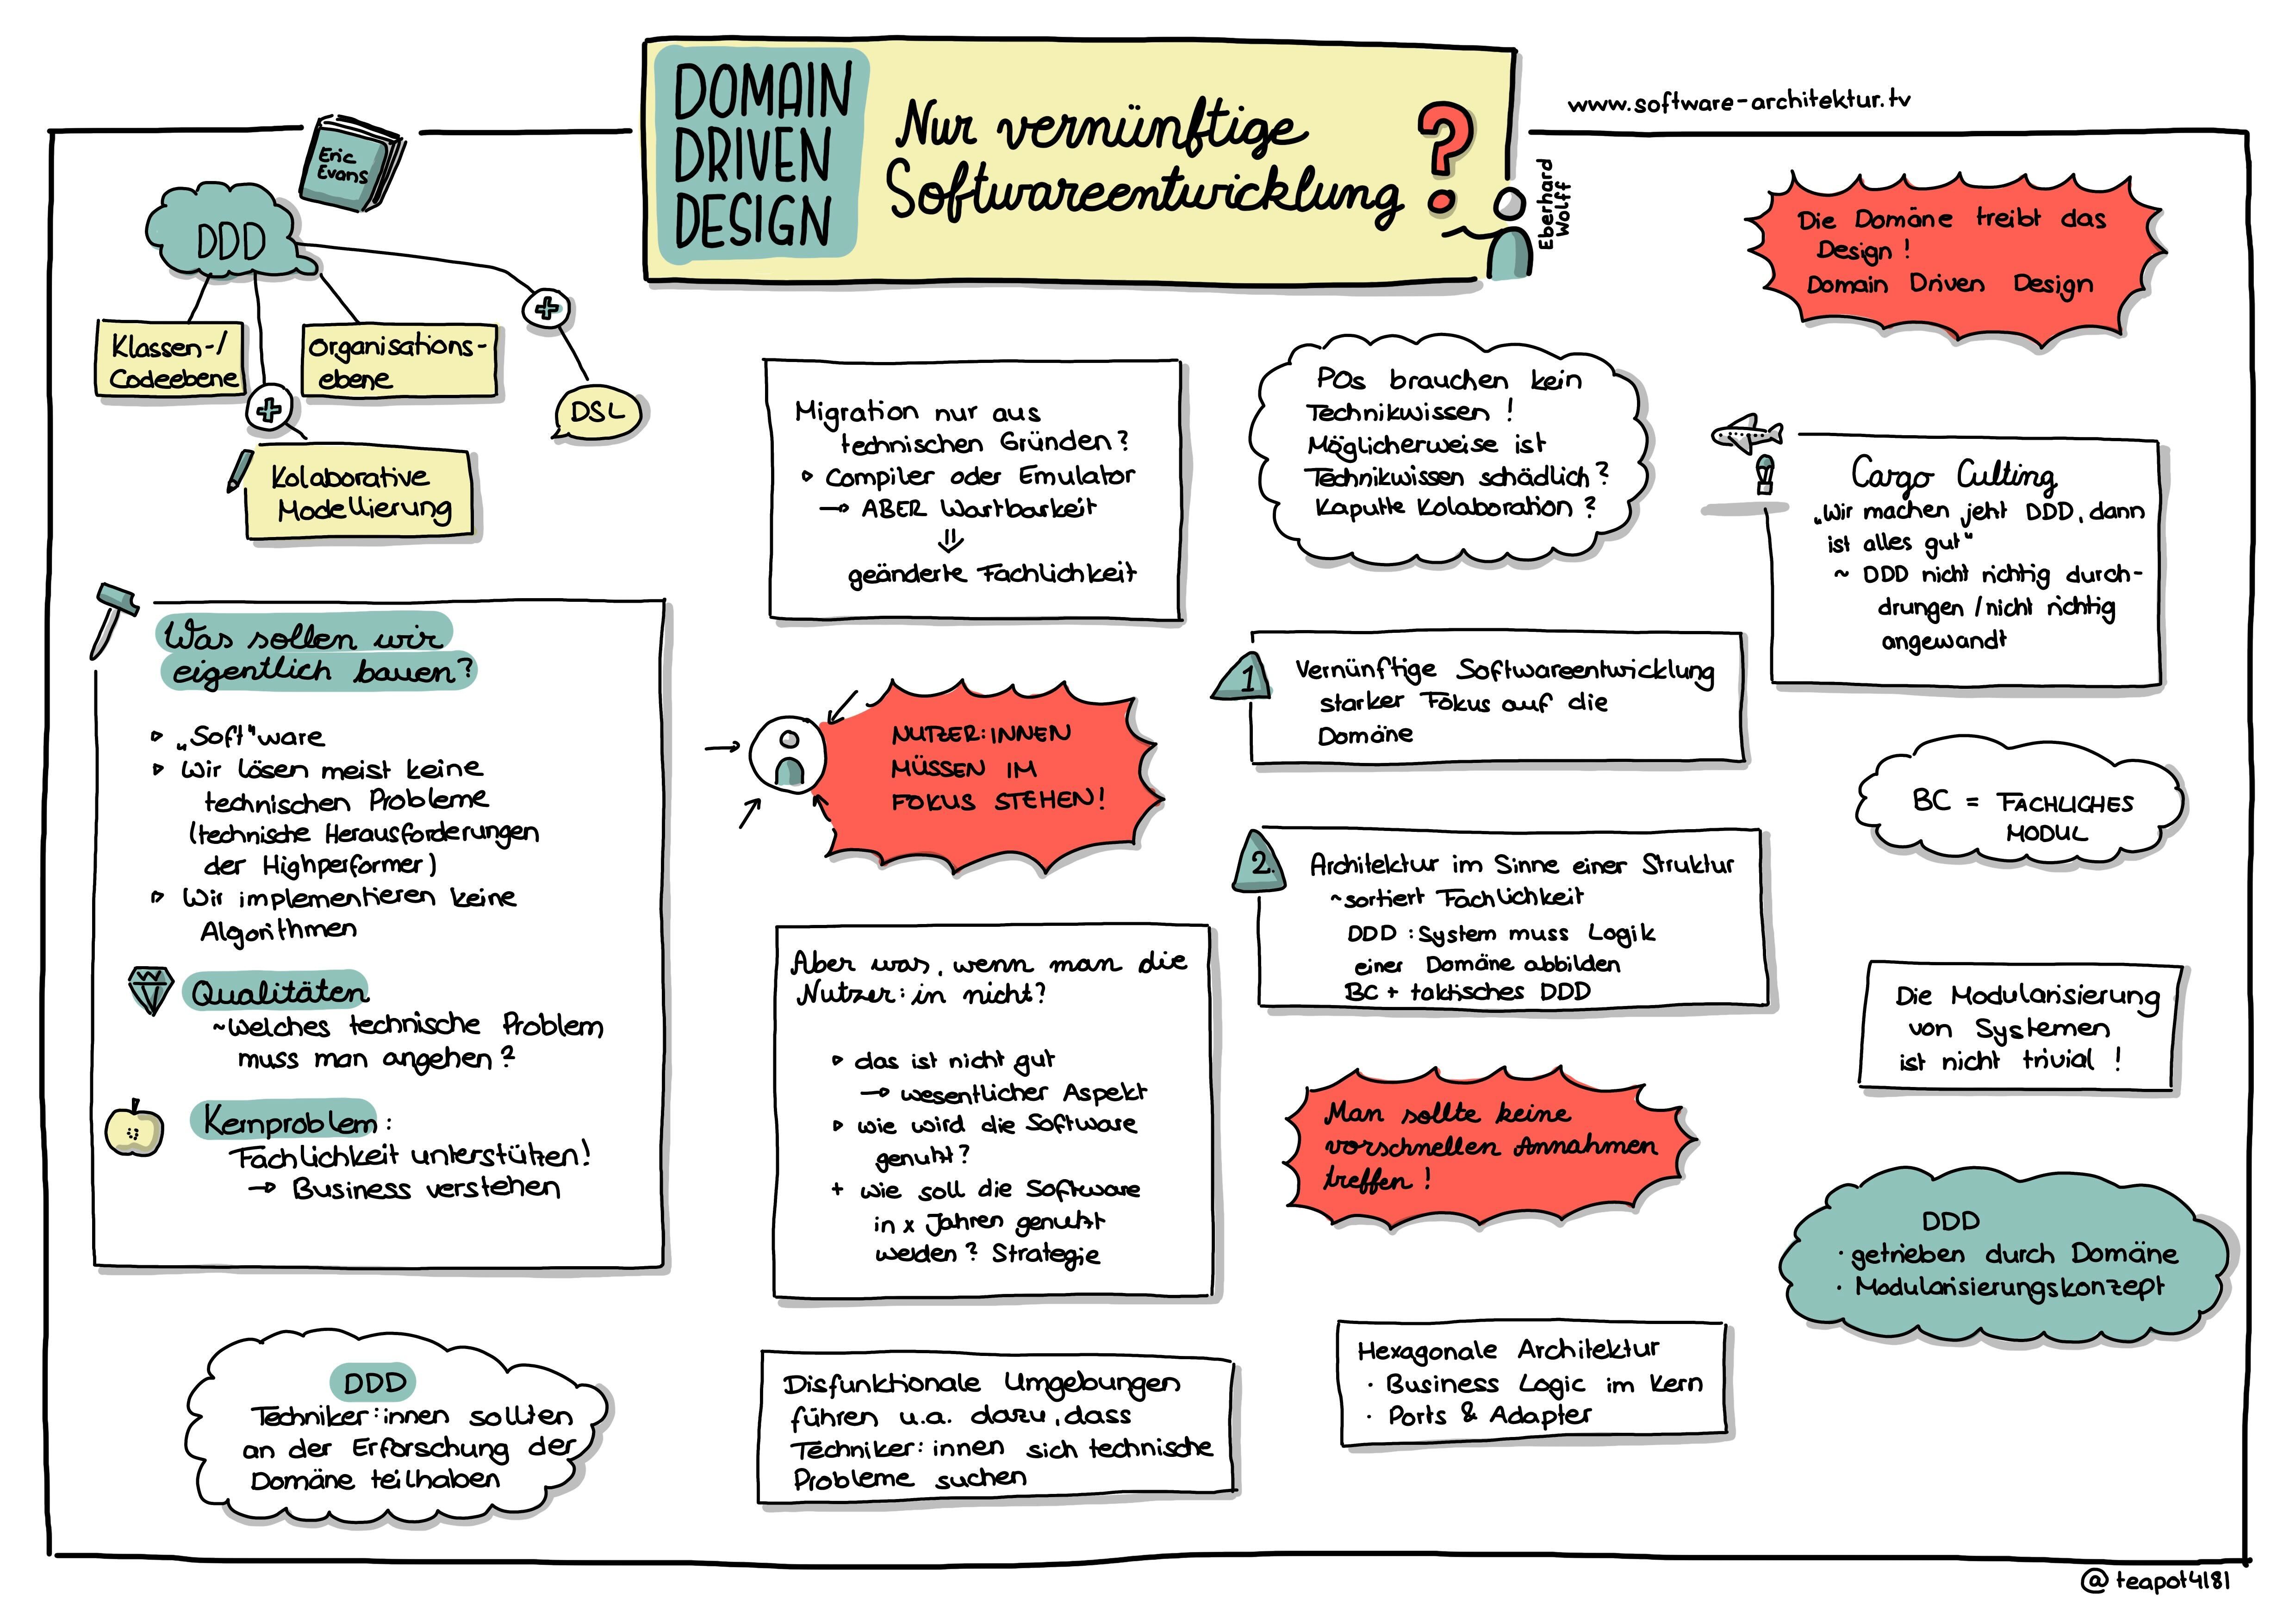 DOMAIN
DRIVEN
DESIGN
Nur vernünftige
Softwareentwicklung
?
Eberhard
Wolff
www.software-architektur.tv
Eric
Evans
DDD
Klassen-/
Codeebene
Organisations-
ebene
+
DSL
+
Kolaborative
Modellierung
Was sollen wir
eigentlich bauen?
▹ „Soft"ware
▹ Wir lösen meist keine
technischen Probleme
(technische Herausforderungen
der Highperformer)
▹ Wir implementieren keine
Algorithmen
Qualitäten
~Welches technische Problem
muss man angehen?
Kernproblem:
Fachlichkeit unterstützen!
→ Business verstehen
DDD
Techniker:innen sollten
an der Erforschung der
Domäne teilhaben
Migration nur aus
technischen Gründen?
▹ Compiler oder Emulator
→ ABER Wartbarkeit
⇓
geänderte Fachlichkeit
NUTZER:INNEN
MÜSSEN IM
FOKUS STEHEN!
Aber was, wenn man die
Nutzer:in nicht?
▹ das ist nicht gut
→ wesentlicher Aspekt
▹ wie wird die Software
genutzt?
+ wie soll die Software
in x Jahren genutzt
werden? Strategie
Disfunktionale Umgebungen
führen u.a. dazu, dass
Techniker:innen sich technische
Probleme suchen
POs brauchen kein
Technikwissen!
Möglicherweise ist
Technikwissen schädlich?
Kaputte Kolaboration?
1
Vernünftige Softwareentwicklung
starker Fokus auf die
Domäne
2.
Architektur im Sinne einer Struktur
~sortiert Fachlichkeit
DDD : System muss Logik
einer Domäne abbilden
BC + taktisches DDD
Man sollte keine
vorschnellen Annahmen
treffen!
Hexagonale Architektur
· Business Logic im Kern
· Ports & Adapter
Die Domäne treibt das
Design!
Domain Driven Design
Cargo Culting
„Wir machen jetzt DDD, dann
ist alles gut"
~ DDD nicht richtig durch-
drungen / nicht richtig
angewandt
BC = FACHLICHES
MODUL
Die Modularisierung
von Systemen
ist nicht trivial!
DDD
· getrieben durch Domäne
· Modularisierungskonzept
@teapot4181